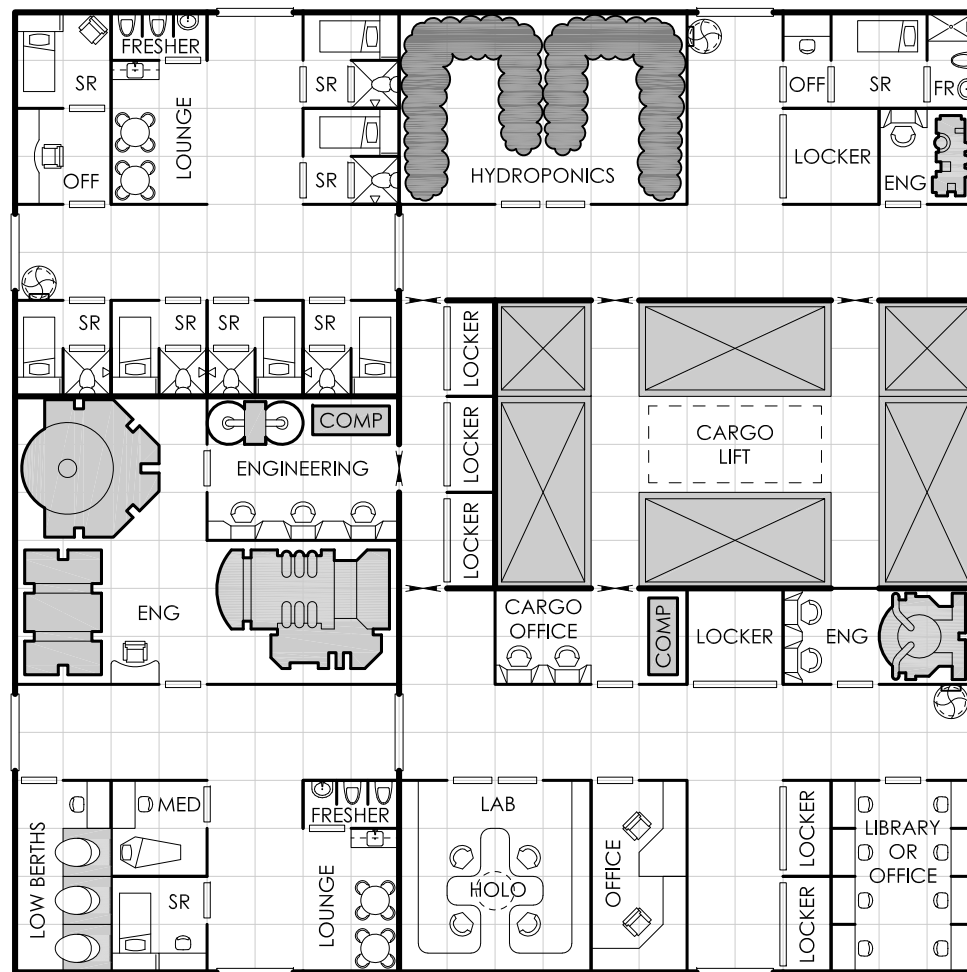 FRESHER
SR
LOUNGE
SR
OFF
SR
HYDROPONICS
OFF
SR
FR
LOCKER
ENG
SR
SR
SR
SR
LOCKER
COMP
ENGINEERING
LOCKER
CARGO
LIFT
LOCKER
ENG
CARGO
OFFICE
COMP
LOCKER
ENG
LOW BERTHS
MED
SR
FRESHER
LOUNGE
LAB
HOLO
OFFICE
LOCKER
LOCKER
LIBRARY
OR
OFFICE